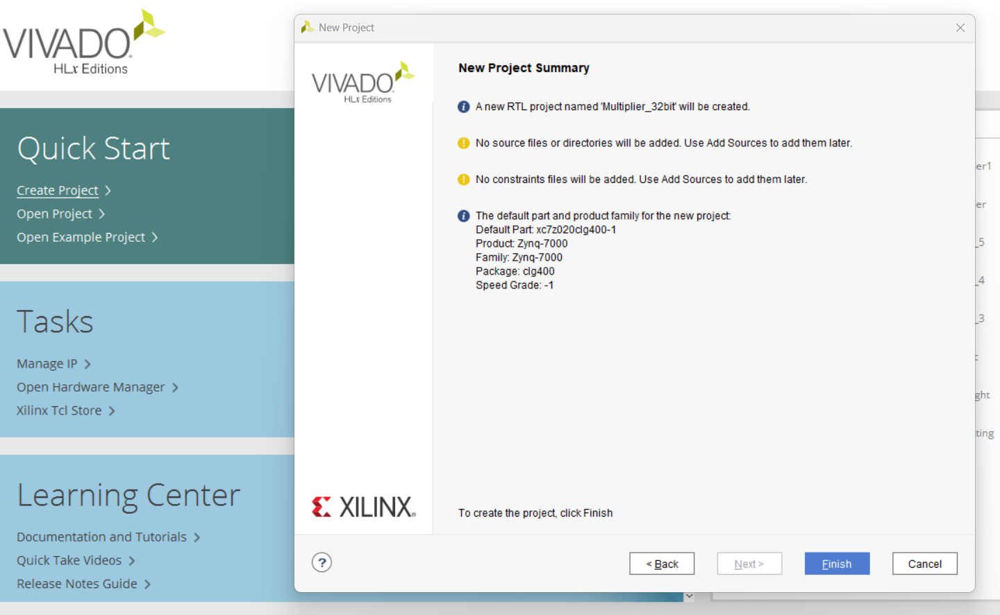 VIVADO
HLx Editions
Quick Start
Create Project >
Open Project >
Open Example Project >
Tasks
Manage IP >
Open Hardware Manager >
Xilinx Tcl Store >
Learning Center
Documentation and Tutorials >
Quick Take Videos >
Release Notes Guide >
New Project
VIVADO
HLx Editions
XILINX
New Project Summary
A new RTL project named 'Multiplier_32bit' will be created.
No source files or directories will be added. Use Add Sources to add them later.
No constraints files will be added. Use Add Sources to add them later.
The default part and product family for the new project:
Default Part: xc7z020clg400-1
Product: Zynq-7000
Family: Zynq-7000
Package: clg400
Speed Grade: -1
To create the project, click Finish
?
< Back
Next >
Finish
Cancel
er1
er
_5
_4
_3
ght
ting